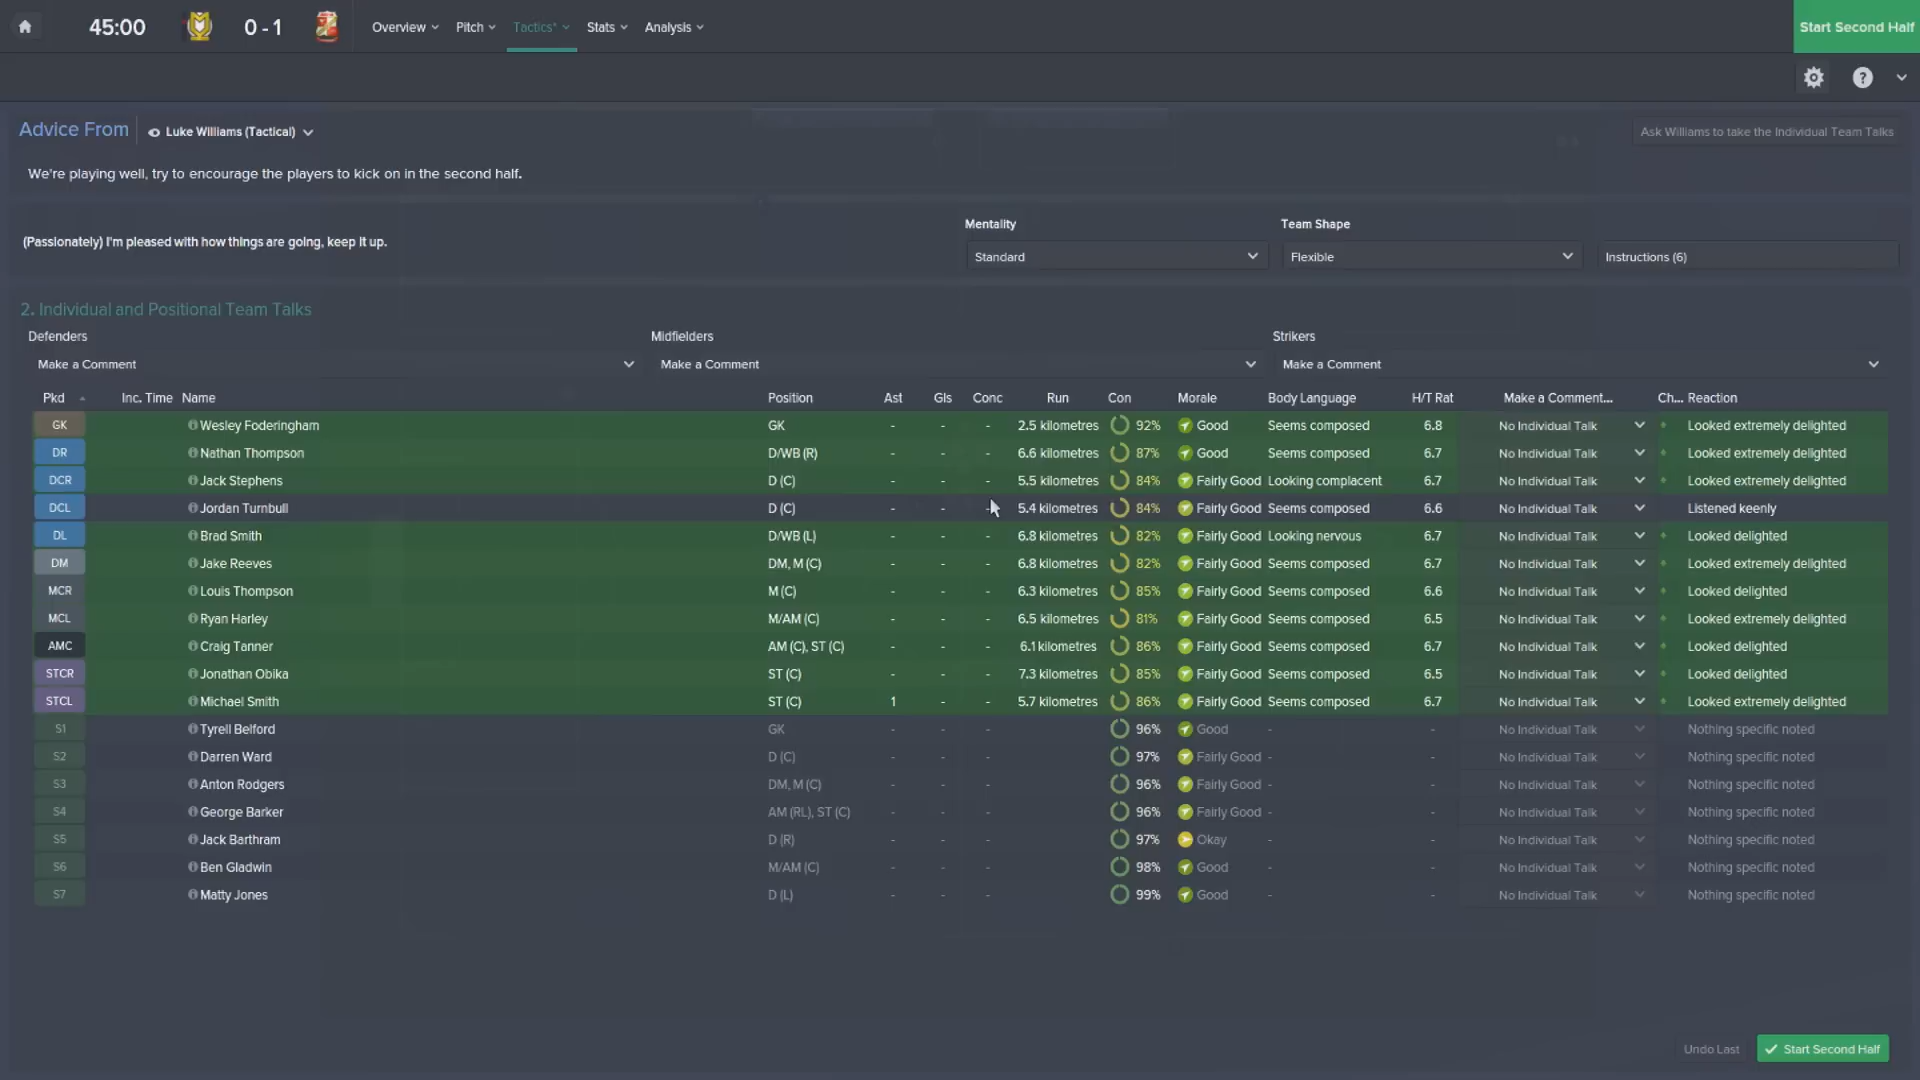 45:00 0 - 1 Overview Pitch Tactics* Stats Analysis Start Second Half
?
Advice From Luke Williams (Tactical) Ask Williams to take the Individual Team Talks
We're playing well, try to encourage the players to kick on in the second half.
Mentality Team Shape
(Passionately) I'm pleased with how things are going, keep it up. Standard Flexible Instructions (6)
2. Individual and Positional Team Talks
Defenders Midfielders Strikers
Make a Comment Make a Comment Make a Comment
Pkd Inc. Time Name Position Ast Gls Conc Run Con Morale Body Language H/T Rat Make a Comment... Ch... Reaction
GK Wesley Foderingham GK - - - 2.5 kilometres 92% Good Seems composed 6.8 No Individual Talk Looked extremely delighted
DR Nathan Thompson D/WB (R) - - - 6.6 kilometres 87% Good Seems composed 6.7 No Individual Talk Looked extremely delighted
DCR Jack Stephens D (C) - - - 5.5 kilometres 84% Fairly Good Looking complacent 6.7 No Individual Talk Looked extremely delighted
DCL Jordan Turnbull D (C) - - - 5.4 kilometres 84% Fairly Good Seems composed 6.6 No Individual Talk Listened keenly
DL Brad Smith D/WB (L) - - - 6.8 kilometres 82% Fairly Good Looking nervous 6.7 No Individual Talk Looked delighted
DM Jake Reeves DM, M (C) - - - 6.8 kilometres 82% Fairly Good Seems composed 6.7 No Individual Talk Looked extremely delighted
MCR Louis Thompson M (C) - - - 6.3 kilometres 85% Fairly Good Seems composed 6.6 No Individual Talk Looked delighted
MCL Ryan Harley M/AM (C) - - - 6.5 kilometres 81% Fairly Good Seems composed 6.5 No Individual Talk Looked extremely delighted
AMC Craig Tanner AM (C), ST (C) - - - 6.1 kilometres 86% Fairly Good Seems composed 6.7 No Individual Talk Looked delighted
STCR Jonathan Obika ST (C) - - - 7.3 kilometres 85% Fairly Good Seems composed 6.5 No Individual Talk Looked delighted
STCL Michael Smith ST (C) 1 - - 5.7 kilometres 86% Fairly Good Seems composed 6.7 No Individual Talk Looked extremely delighted
S1 Tyrell Belford GK - - - 96% Good - - No Individual Talk Nothing specific noted
S2 Darren Ward D (C) - - - 97% Fairly Good - - No Individual Talk Nothing specific noted
S3 Anton Rodgers DM, M (C) - - - 96% Fairly Good - - No Individual Talk Nothing specific noted
S4 George Barker AM (RL), ST (C) - - - 96% Fairly Good - - No Individual Talk Nothing specific noted
S5 Jack Barthram D (R) - - - 97% Okay - - No Individual Talk Nothing specific noted
S6 Ben Gladwin M/AM (C) - - - 98% Good - - No Individual Talk Nothing specific noted
S7 Matty Jones D (L) - - - 99% Good - - No Individual Talk Nothing specific noted
Undo Last Start Second Half